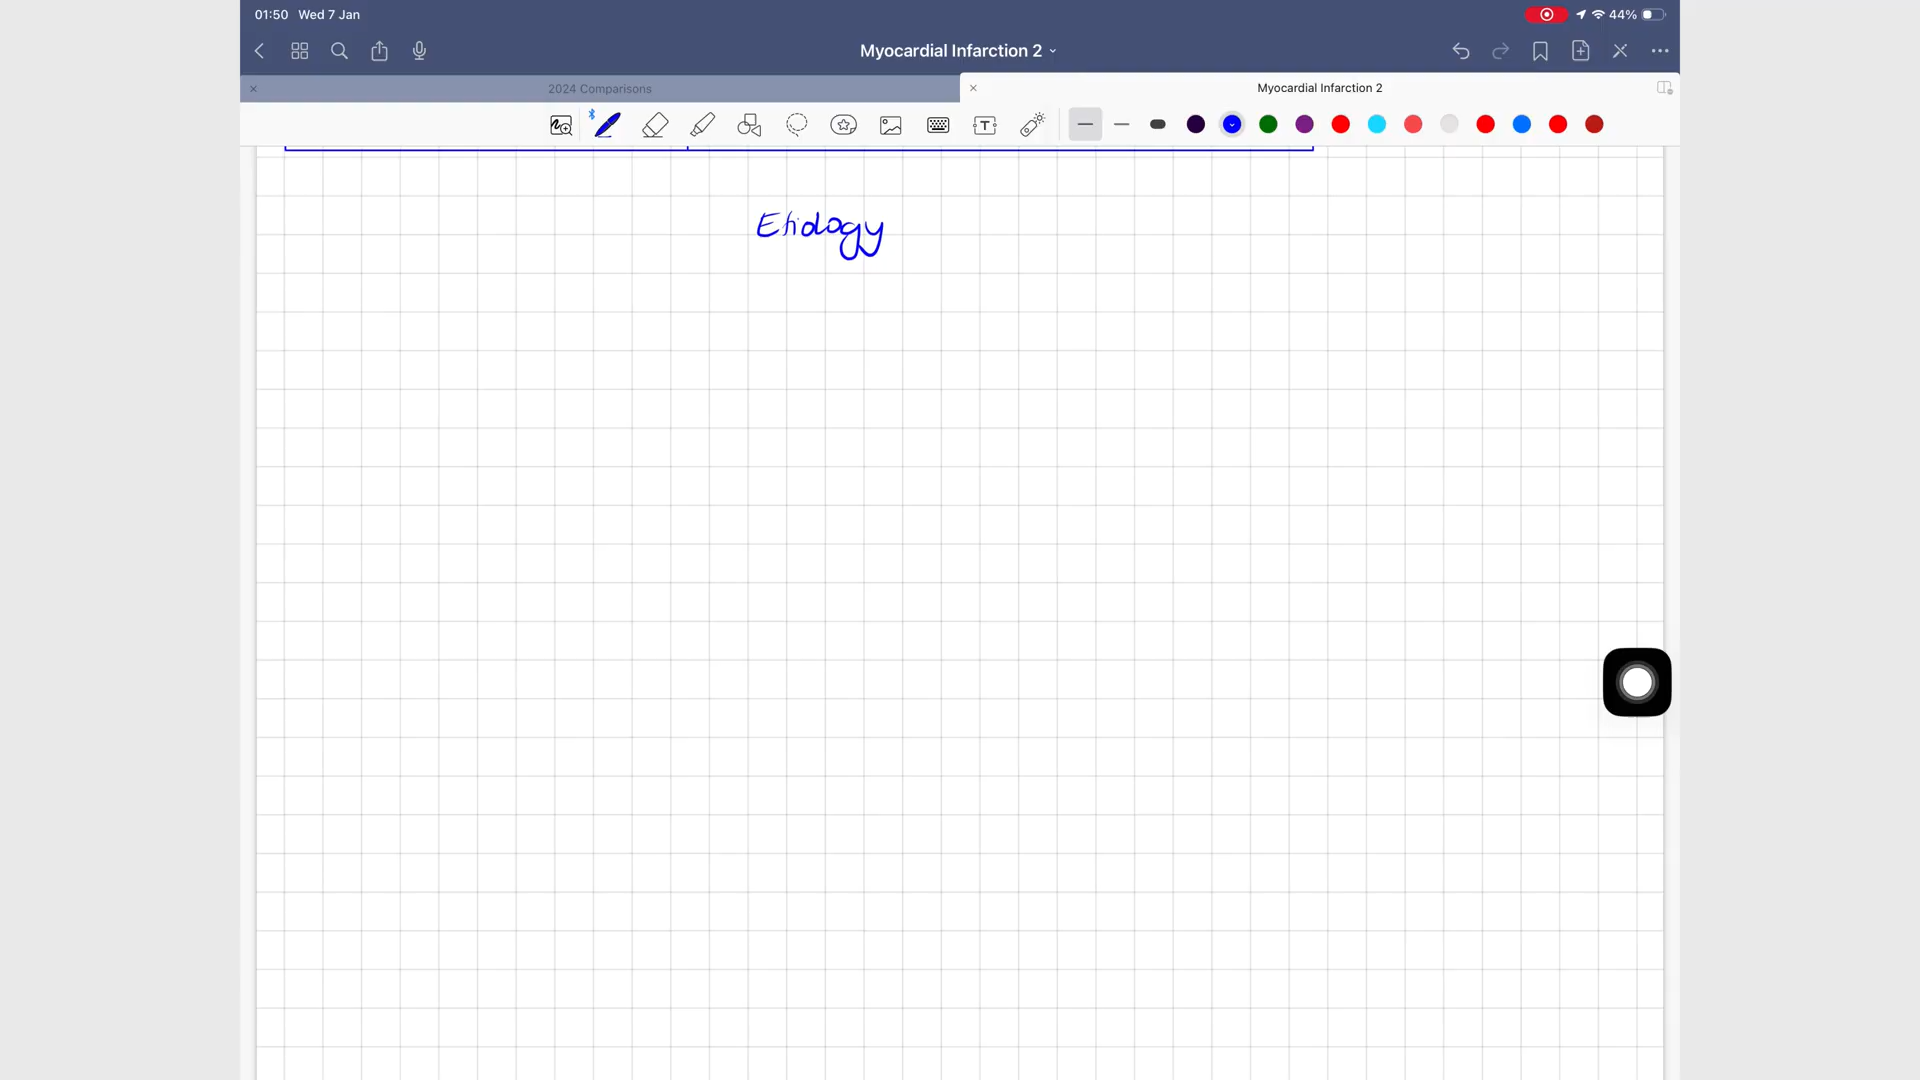 01:50 Wed 7 Jan 44%
Myocardial Infarction 2
2024 Comparisons Myocardial Infarction 2
T
Etiology